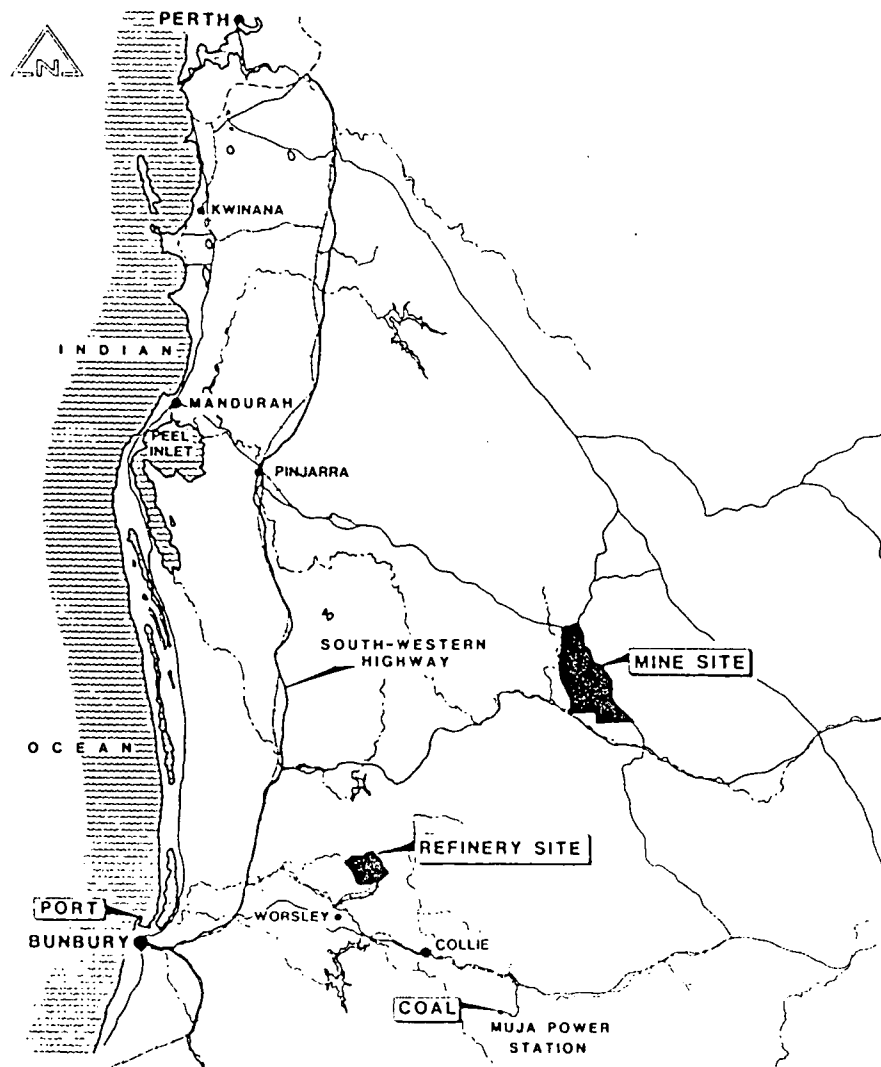 PERTH
N
KWINANA
INDIAN
MANDURAH
PEEL
INLET
PINJARRA
SOUTH-WESTERN
HIGHWAY
MINE SITE
OCEAN
REFINERY SITE
PORT
WORSLEY
BUNBURY
COLLIE
COAL
MUJA POWER
STATION